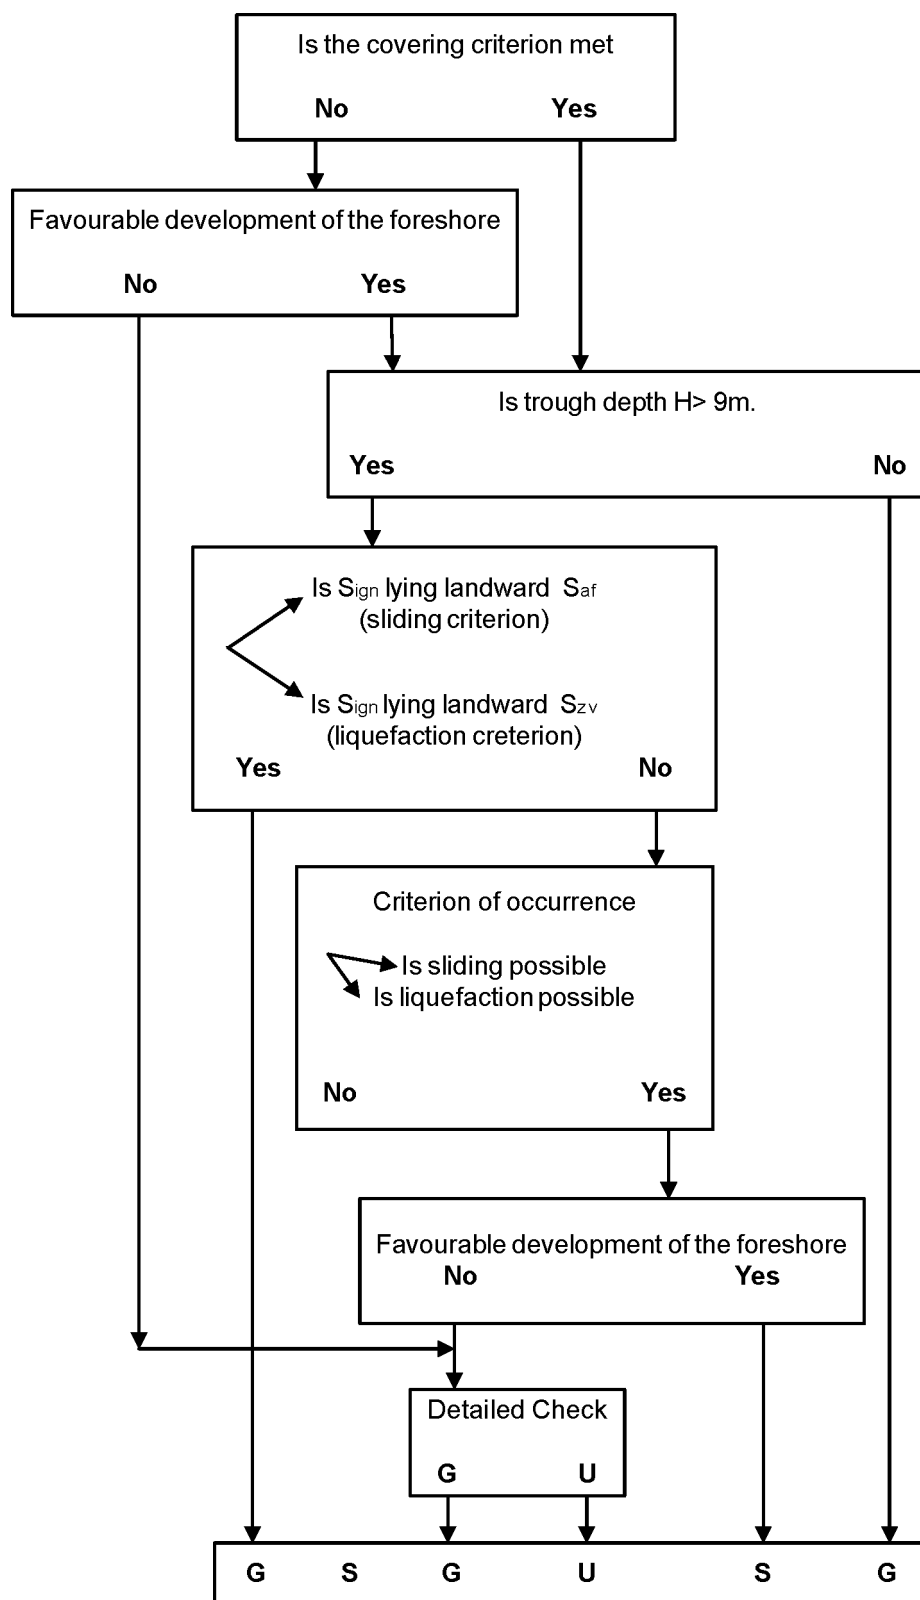 Is the covering criterion met
No Yes
Favourable development of the foreshore
No Yes
Is trough depth H> 9m.
Yes No
Is Sign lying landward Saf
(sliding criterion)
Is Sign lying landward Szv
(liquefaction creterion)
Yes No
Criterion of occurrence
Is sliding possible
Is liquefaction possible
No Yes
Favourable development of the foreshore
No Yes
Detailed Check
G U
G S G U S G